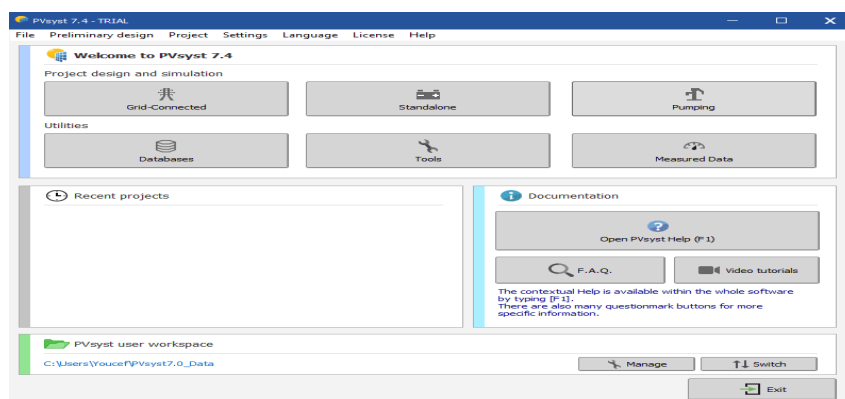 PVsyst 7.4 - TRIAL
File Preliminary design Project Settings Language License Help
Welcome to PVsyst 7.4
Project design and simulation
Grid-Connected Standalone Pumping
Utilities
Databases Tools Measured Data
Recent projects
Documentation
Open PVsyst Help (F1)
F.A.Q. Video tutorials
The contextual Help is available within the whole software
by typing [F1].
There are also many questionmark buttons for more
specific information.
PVsyst user workspace
C:\Users\Youcef\PVsyst7.0_Data
Manage Switch
Exit